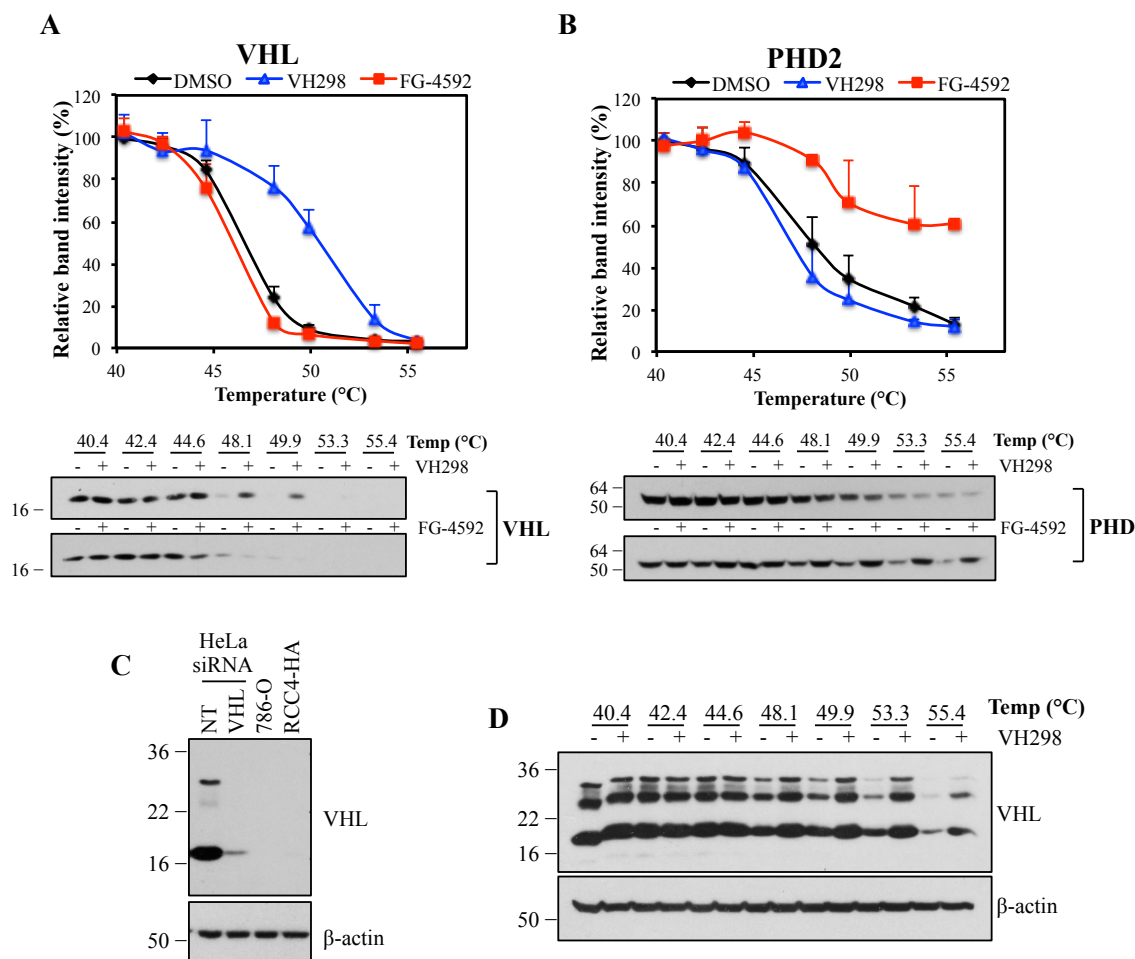 A
VHL
DMSO VH298 FG-4592
Relative band intensity (%)
120
100
80
60
40
20
0
40 45 50 55
Temperature (°C)
40.4 42.4 44.6 48.1 49.9 53.3 55.4 Temp (°C)
- + - + - + - + - + - + - + VH298
16
- + - + - + - + - + - + - + FG-4592
16
VHL
B
PHD2
DMSO VH298 FG-4592
Relative band intensity (%)
120
100
80
60
40
20
0
40 45 50 55
Temperature (°C)
40.4 42.4 44.6 48.1 49.9 53.3 55.4 Temp (°C)
- + - + - + - + - + - + - + VH298
64
50
- + - + - + - + - + - + - + FG-4592
64
50
PHD
C
HeLa
siRNA
NT VHL 786-O RCC4-HA
36
22
16
VHL
50
β-actin
D
40.4 42.4 44.6 48.1 49.9 53.3 55.4 Temp (°C)
- + - + - + - + - + - + - + VH298
36
22
16
VHL
50
β-actin